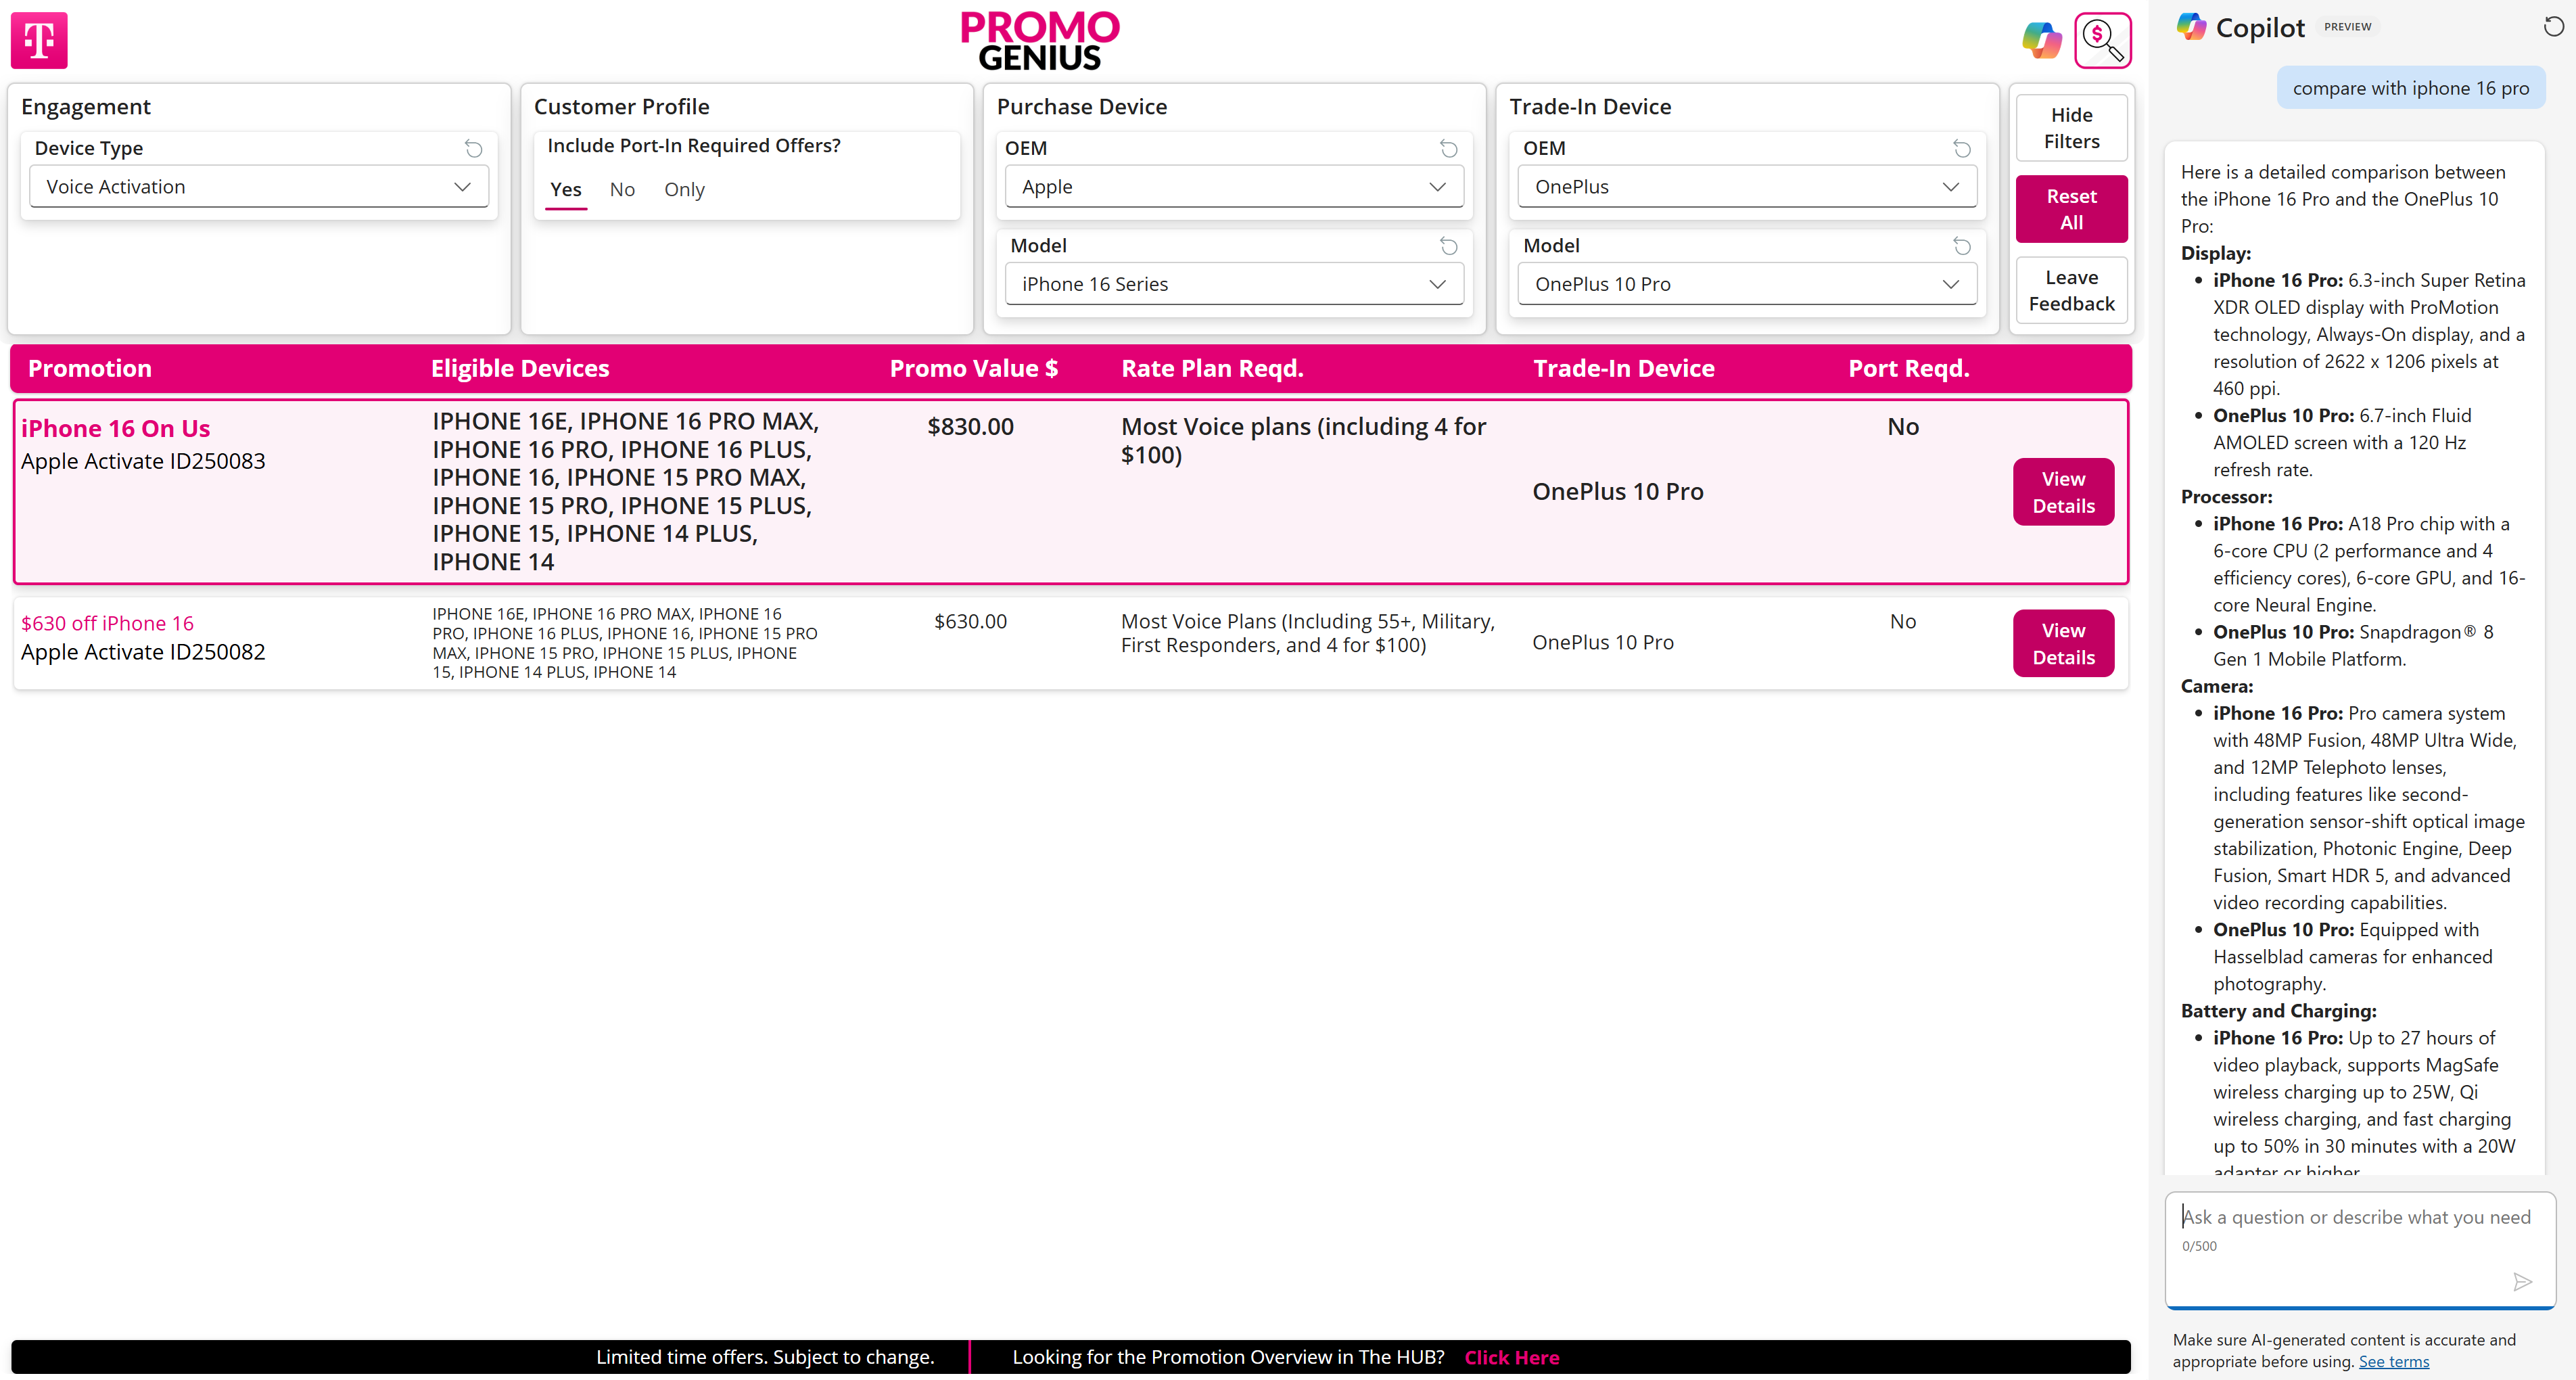 T
PROMO
GENIUS
$
Engagement
Device Type
Voice Activation
Customer Profile
Include Port-In Required Offers?
Yes No Only
Purchase Device
OEM
Apple
Model
iPhone 16 Series
Trade-In Device
OEM
OnePlus
Model
OnePlus 10 Pro
Hide
Filters
Reset
All
Leave
Feedback
Promotion Eligible Devices Promo Value $ Rate Plan Reqd. Trade-In Device Port Reqd.
iPhone 16 On Us
Apple Activate ID250083
IPHONE 16E, IPHONE 16 PRO MAX,
IPHONE 16 PRO, IPHONE 16 PLUS,
IPHONE 16, IPHONE 15 PRO MAX,
IPHONE 15 PRO, IPHONE 15 PLUS,
IPHONE 15, IPHONE 14 PLUS,
IPHONE 14
$830.00
Most Voice plans (including 4 for
$100)
OnePlus 10 Pro
No
View
Details
$630 off iPhone 16
Apple Activate ID250082
IPHONE 16E, IPHONE 16 PRO MAX, IPHONE 16
PRO, IPHONE 16 PLUS, IPHONE 16, IPHONE 15 PRO
MAX, IPHONE 15 PRO, IPHONE 15 PLUS, IPHONE
15, IPHONE 14 PLUS, IPHONE 14
$630.00
Most Voice Plans (Including 55+, Military,
First Responders, and 4 for $100)
OnePlus 10 Pro
No
View
Details
Limited time offers. Subject to change.
Looking for the Promotion Overview in The HUB? Click Here
Copilot PREVIEW
compare with iphone 16 pro
Here is a detailed comparison between
the iPhone 16 Pro and the OnePlus 10
Pro:
Display:
• iPhone 16 Pro: 6.3-inch Super Retina
XDR OLED display with ProMotion
technology, Always-On display, and a
resolution of 2622 x 1206 pixels at
460 ppi.
• OnePlus 10 Pro: 6.7-inch Fluid
AMOLED screen with a 120 Hz
refresh rate.
Processor:
• iPhone 16 Pro: A18 Pro chip with a
6-core CPU (2 performance and 4
efficiency cores), 6-core GPU, and 16-
core Neural Engine.
• OnePlus 10 Pro: Snapdragon® 8
Gen 1 Mobile Platform.
Camera:
• iPhone 16 Pro: Pro camera system
with 48MP Fusion, 48MP Ultra Wide,
and 12MP Telephoto lenses,
including features like second-
generation sensor-shift optical image
stabilization, Photonic Engine, Deep
Fusion, Smart HDR 5, and advanced
video recording capabilities.
• OnePlus 10 Pro: Equipped with
Hasselblad cameras for enhanced
photography.
Battery and Charging:
• iPhone 16 Pro: Up to 27 hours of
video playback, supports MagSafe
wireless charging up to 25W, Qi
wireless charging, and fast charging
up to 50% in 30 minutes with a 20W
adapter or higher
Ask a question or describe what you need
0/500
Make sure AI-generated content is accurate and
appropriate before using. See terms